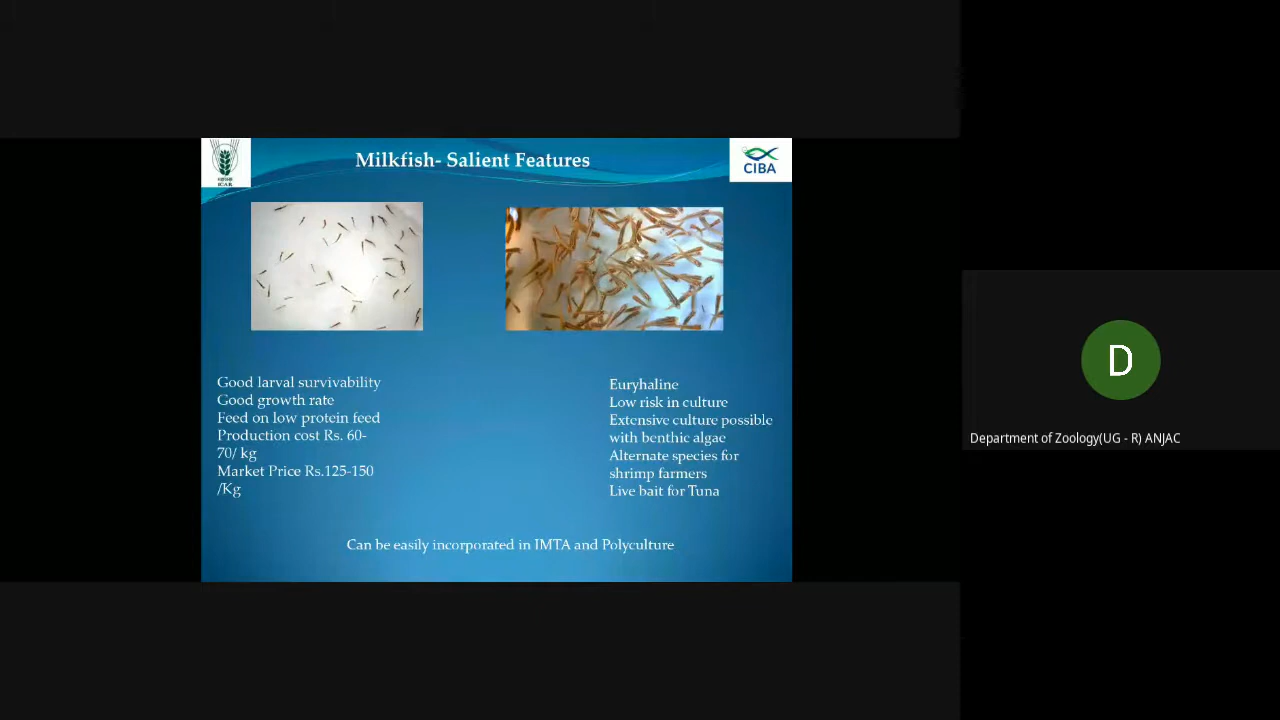 Milkfish- Salient Features
ICAR
CIBA
Good larval survivability
Good growth rate
Feed on low protein feed
Production cost Rs. 60-
70/ kg
Market Price Rs.125-150
/Kg
Euryhaline
Low risk in culture
Extensive culture possible
with benthic algae
Alternate species for
shrimp farmers
Live bait for Tuna
Can be easily incorporated in IMTA and Polyculture
D
Department of Zoology(UG - R) ANJAC